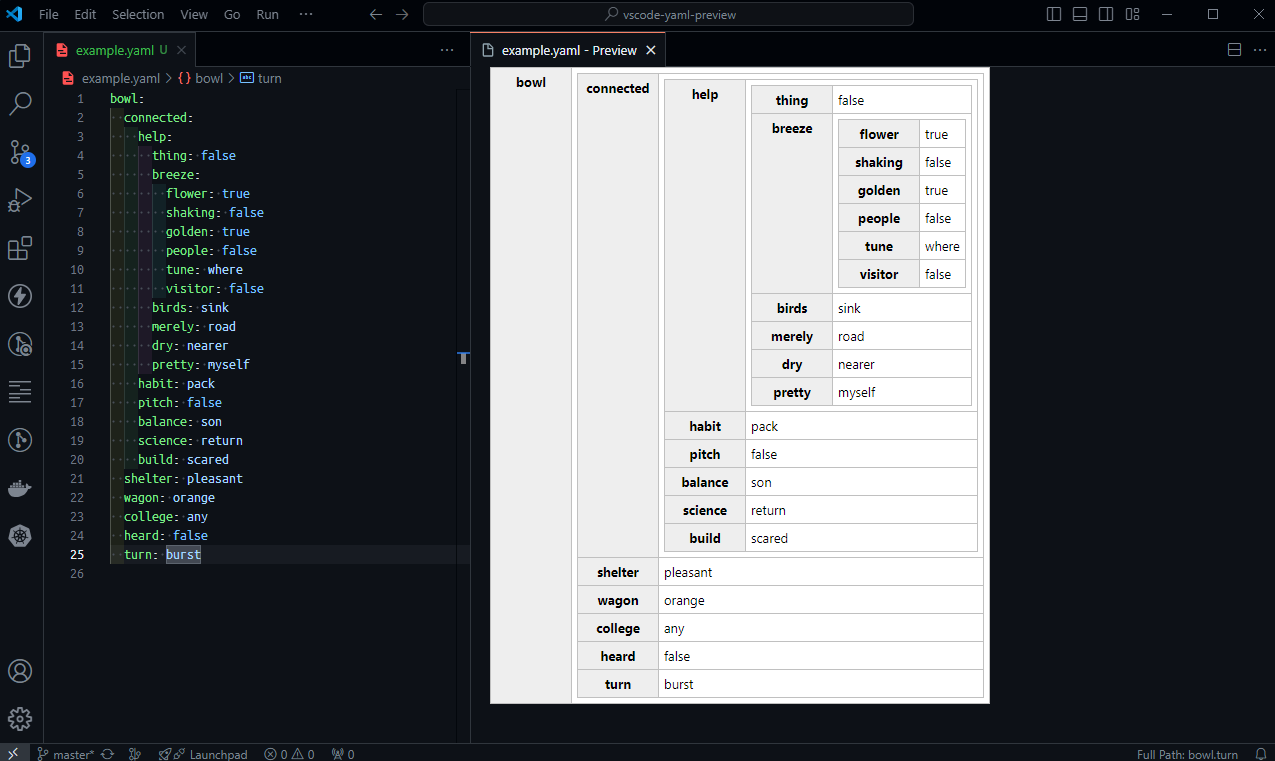 File Edit Selection View Go Run ··· vscode-yaml-preview
example.yaml U
example.yaml > {} bowl > abc turn
1 bowl:
2 connected:
3 help:
4 thing: false
5 breeze:
6 flower: true
7 shaking: false
8 golden: true
9 people: false
10 tune: where
11 visitor: false
12 birds: sink
13 merely: road
14 dry: nearer
15 pretty: myself
16 habit: pack
17 pitch: false
18 balance: son
19 science: return
20 build: scared
21 shelter: pleasant
22 wagon: orange
23 college: any
24 heard: false
25 turn: burst
26
3
example.yaml - Preview
bowl
connected
help
thing false
breeze
flower true
shaking false
golden true
people false
tune where
visitor false
birds sink
merely road
dry nearer
pretty myself
habit pack
pitch false
balance son
science return
build scared
shelter pleasant
wagon orange
college any
heard false
turn burst
master* Launchpad 0 0 0 Full Path: bowl.turn